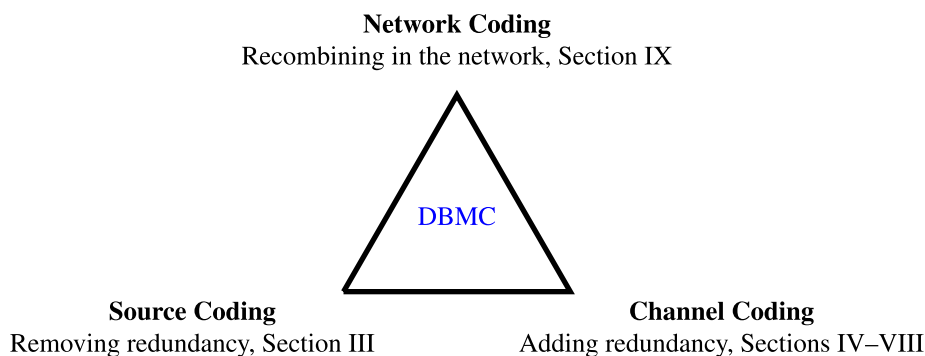 Network Coding
Recombining in the network, Section IX
DBMC
Source Coding
Removing redundancy, Section III
Channel Coding
Adding redundancy, Sections IV–VIII